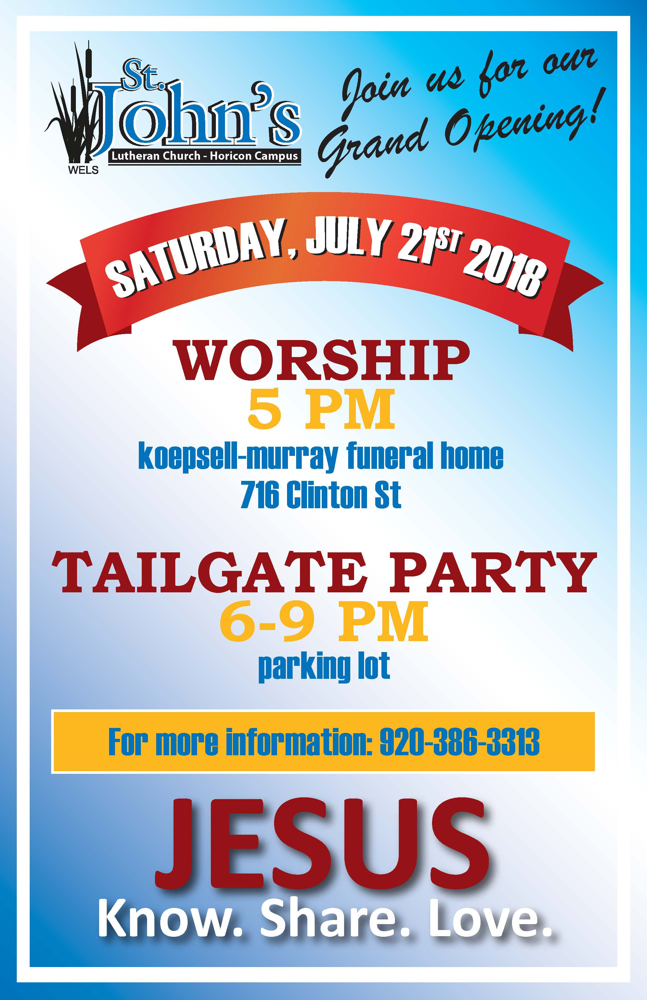 St.
John's
Lutheran Church - Horicon Campus
WELS
Join us for our
Grand Opening!
SATURDAY, JULY 21ST 2018
WORSHIP
5 PM
koepsell-murray funeral home
716 Clinton St
TAILGATE PARTY
6-9 PM
parking lot
For more information: 920-386-3313
JESUS
Know. Share. Love.